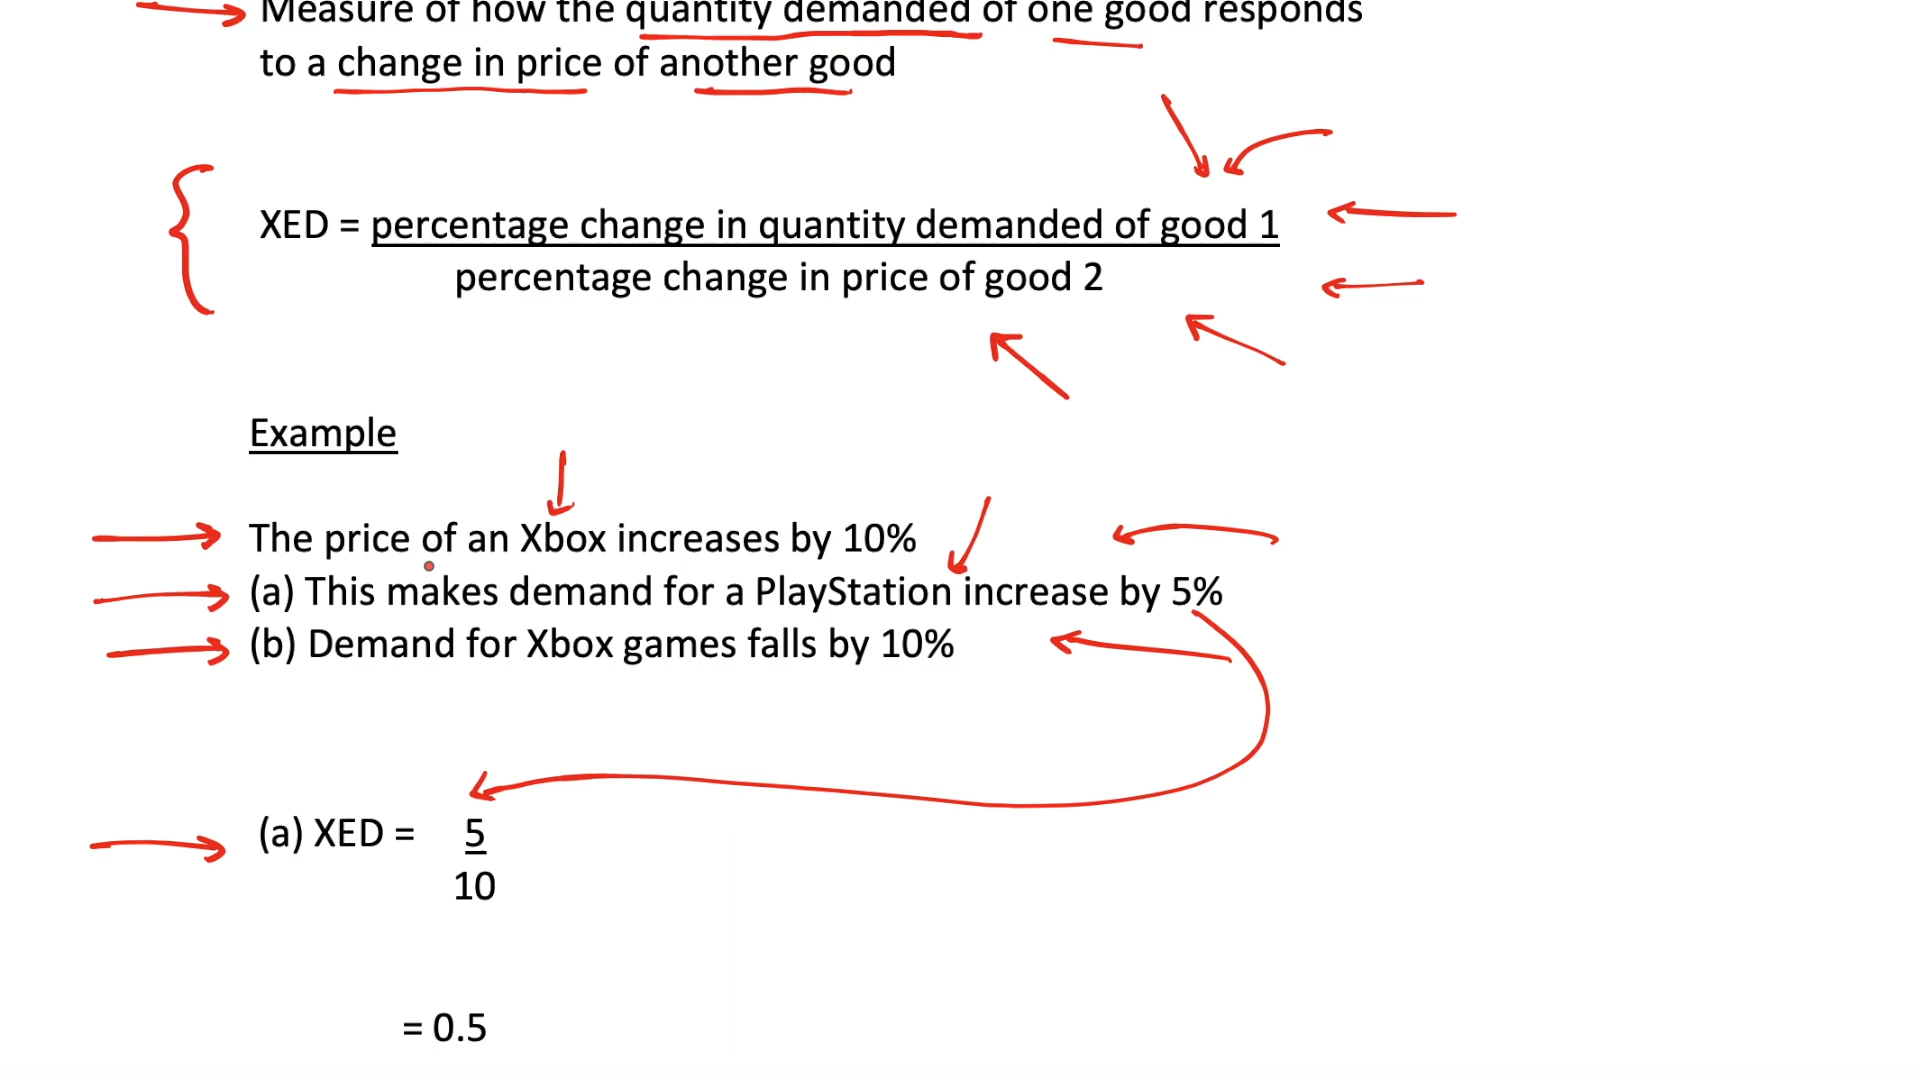 Measure of how the quantity demanded of one good responds
to a change in price of another good
XED = percentage change in quantity demanded of good 1
percentage change in price of good 2
Example
The price of an Xbox increases by 10%
(a) This makes demand for a PlayStation increase by 5%
(b) Demand for Xbox games falls by 10%
(a) XED = 5
10
= 0.5